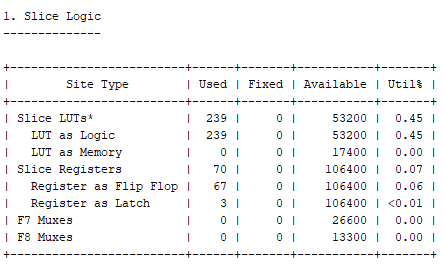 1. Slice Logic
--------------
+----------------------------+------+-------+-----------+-------+
|          Site Type         | Used | Fixed | Available | Util% |
+----------------------------+------+-------+-----------+-------+
| Slice LUTs*                |  239 |     0 |     53200 |  0.45 |
|   LUT as Logic             |  239 |     0 |     53200 |  0.45 |
|   LUT as Memory            |    0 |     0 |     17400 |  0.00 |
| Slice Registers            |   70 |     0 |    106400 |  0.07 |
|   Register as Flip Flop    |   67 |     0 |    106400 |  0.06 |
|   Register as Latch        |    3 |     0 |    106400 | <0.01 |
| F7 Muxes                   |    0 |     0 |     26600 |  0.00 |
| F8 Muxes                   |    0 |     0 |     13300 |  0.00 |
+----------------------------+------+-------+-----------+-------+